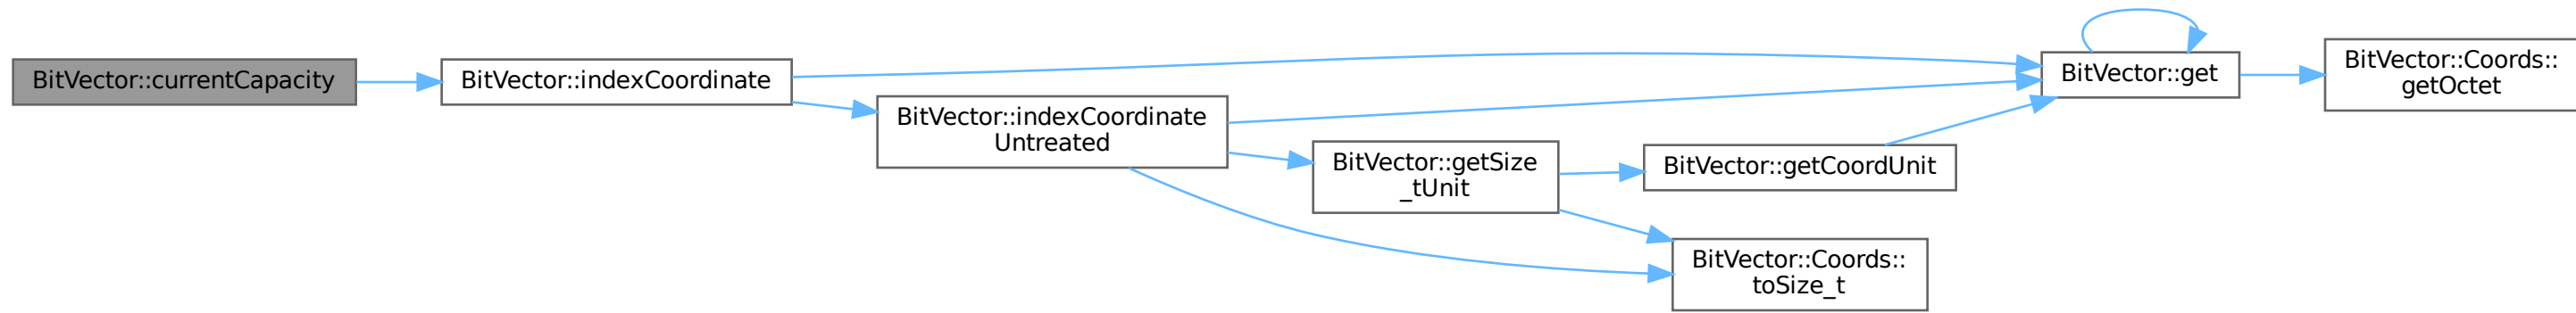 BitVector::currentCapacity
BitVector::indexCoordinate
BitVector::indexCoordinate
Untreated
BitVector::getSize
_tUnit
BitVector::getCoordUnit
BitVector::Coords::
toSize_t
BitVector::get
BitVector::Coords::
getOctet